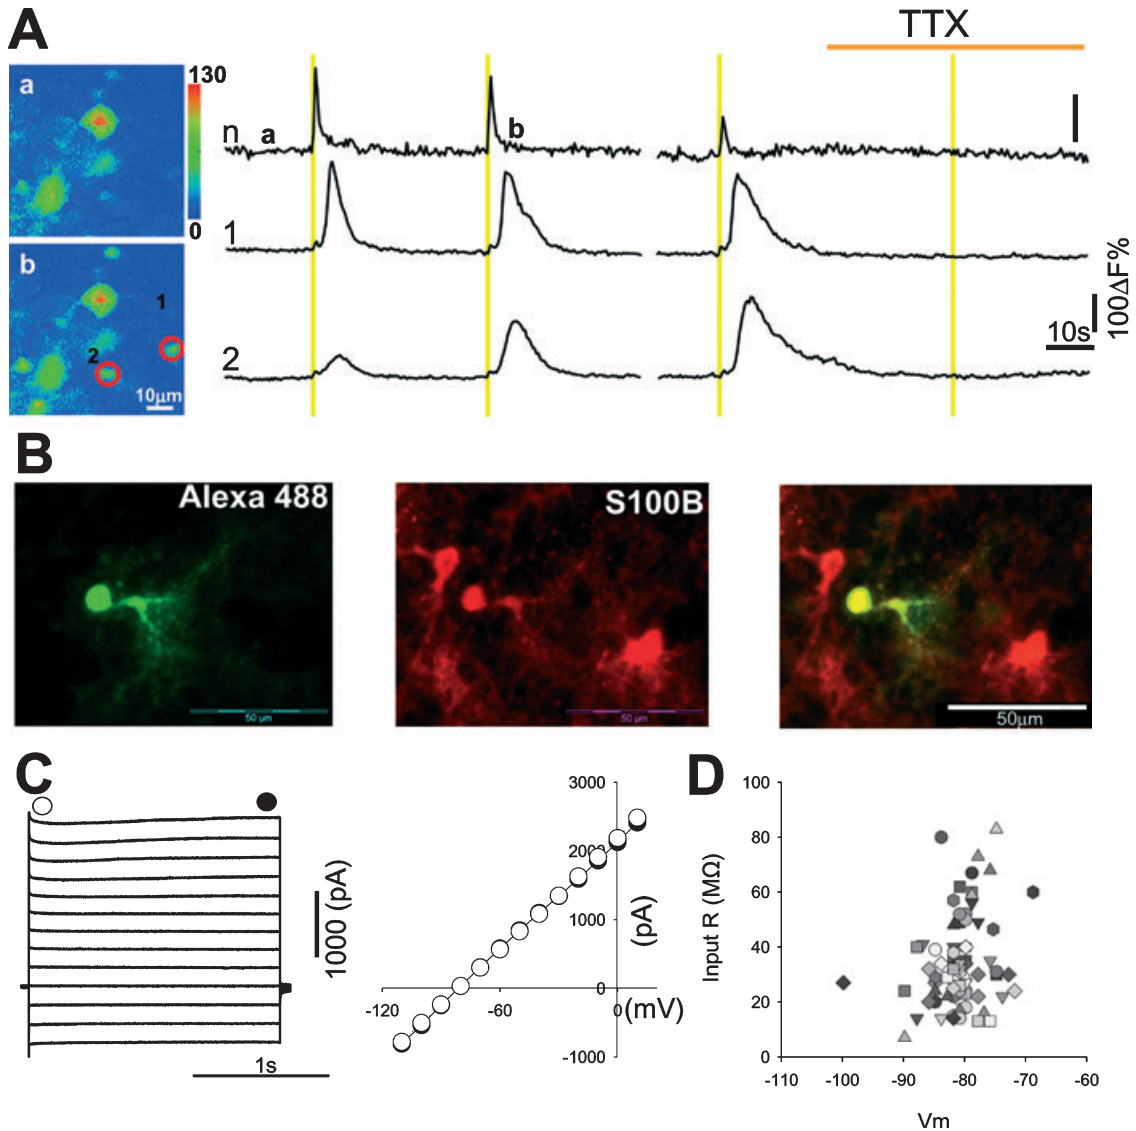 A
TTX
a
130
0
n
a
b
1
2
b
1
2
10μm
100ΔF%
10s
B
Alexa 488
50 μm
S100B
50 μm
50μm
C
1000 (pA)
1s
3000
2000
1000
0
-1000
(pA)
-120
-60
0
(mV)
D
100
80
60
40
20
0
Input R (MΩ)
-110
-100
-90
-80
-70
-60
Vm